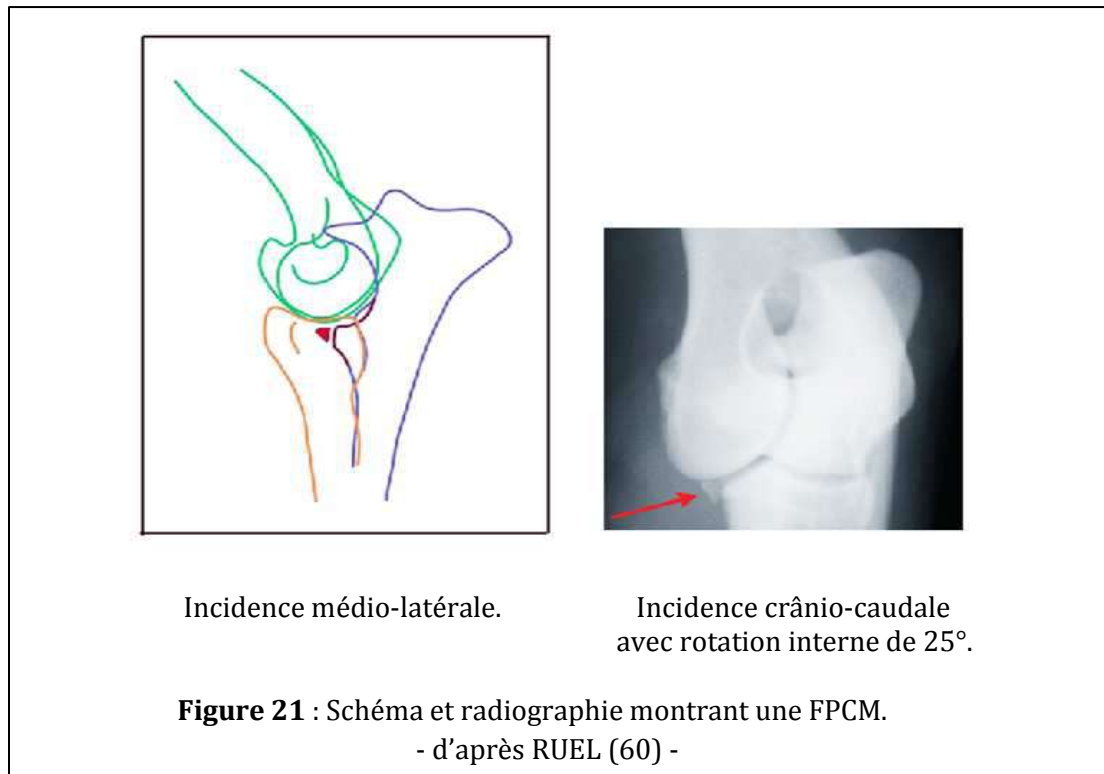 Incidence médio-latérale.
Incidence crânio-caudale
avec rotation interne de 25°.
Figure 21 : Schéma et radiographie montrant une FPCM.
- d’après RUEL (60) -